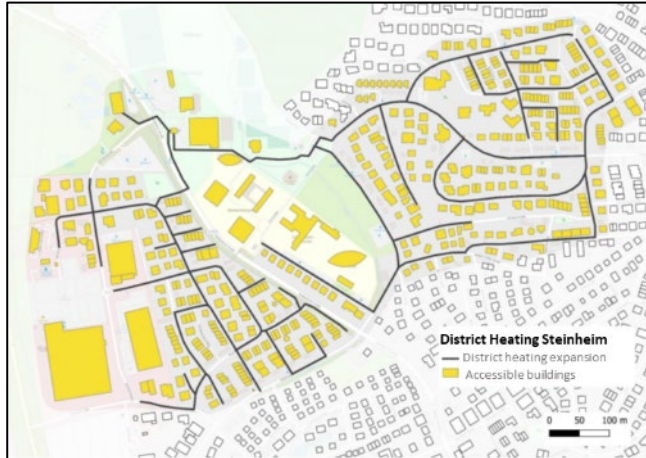 District Heating Steinheim
District heating expansion
Accessible buildings
0 50 100 m